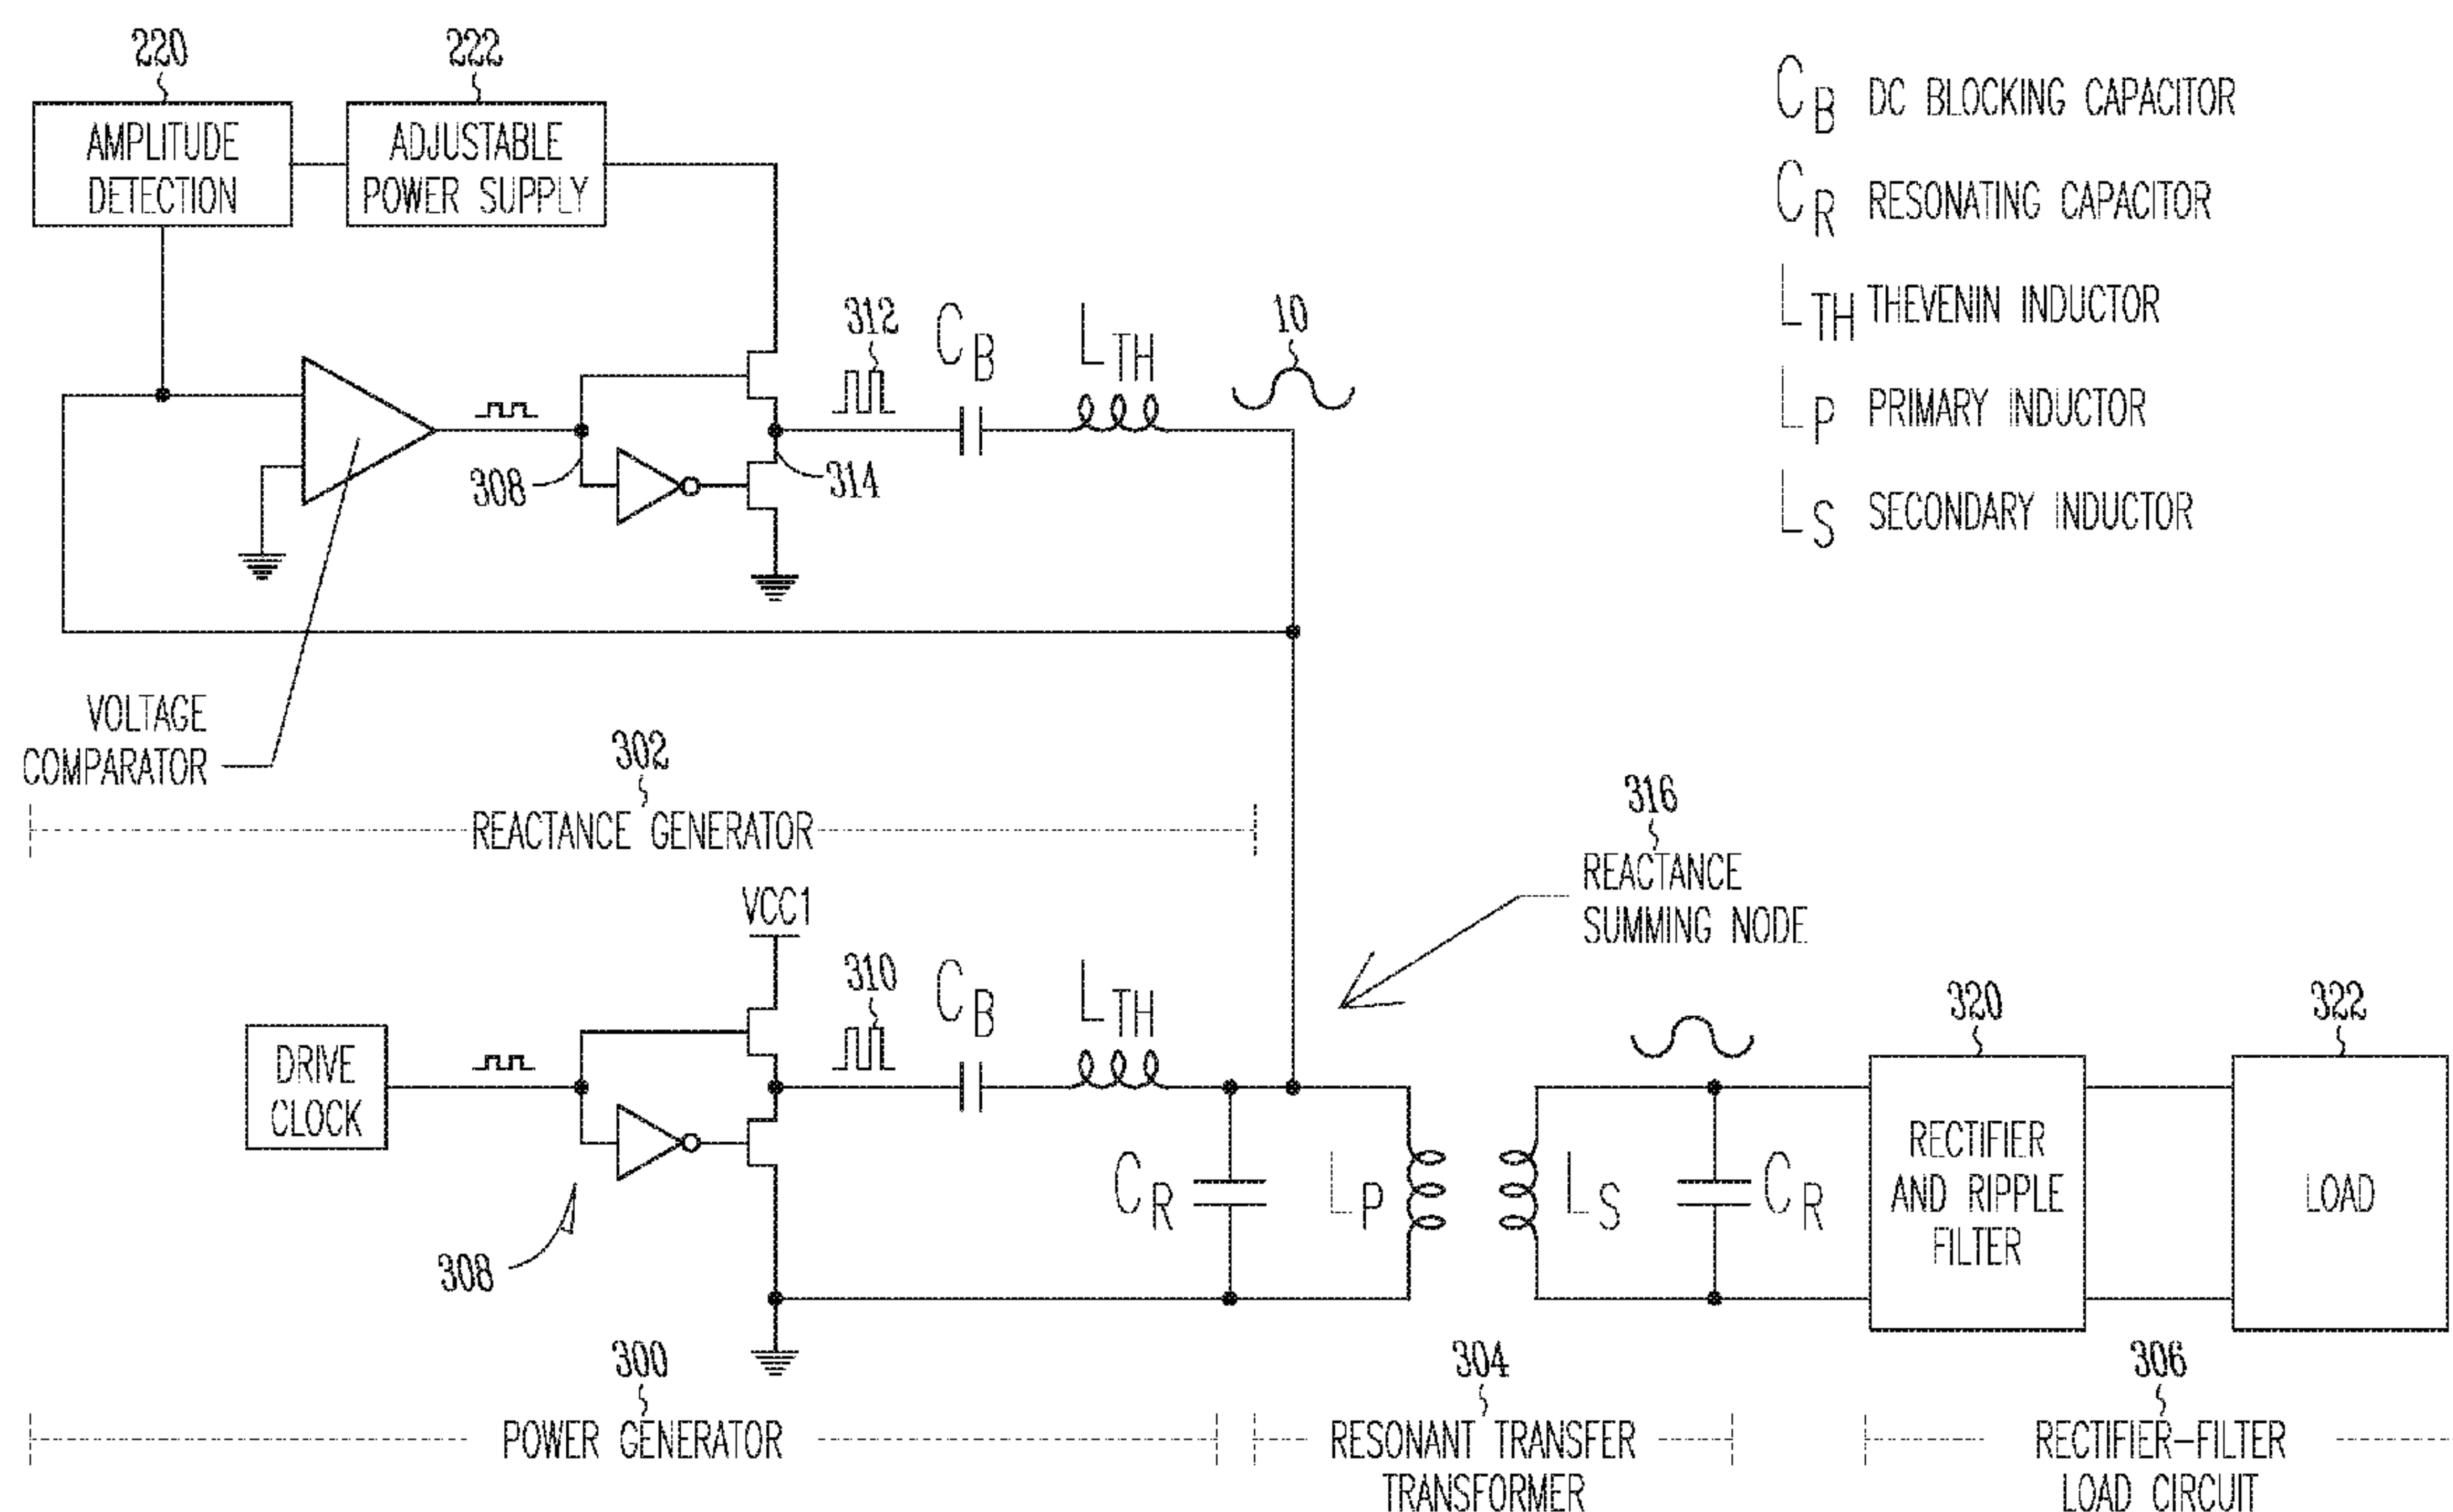 220
222
AMPLITUDE
DETECTION
ADJUSTABLE
POWER SUPPLY
C_B DC BLOCKING CAPACITOR
C_R RESONATING CAPACITOR
L_TH THEVENIN INDUCTOR
L_P PRIMARY INDUCTOR
L_S SECONDARY INDUCTOR
312
C_B
L_TH
10
308
314
VOLTAGE
COMPARATOR
302
REACTANCE GENERATOR
316
REACTANCE
SUMMING NODE
VCC1
310
C_B
L_TH
320
322
DRIVE
CLOCK
308
C_R
L_P
L_S
C_R
RECTIFIER
AND RIPPLE
FILTER
LOAD
300
POWER GENERATOR
304
RESONANT TRANSFER
TRANSFORMER
306
RECTIFIER-FILTER
LOAD CIRCUIT